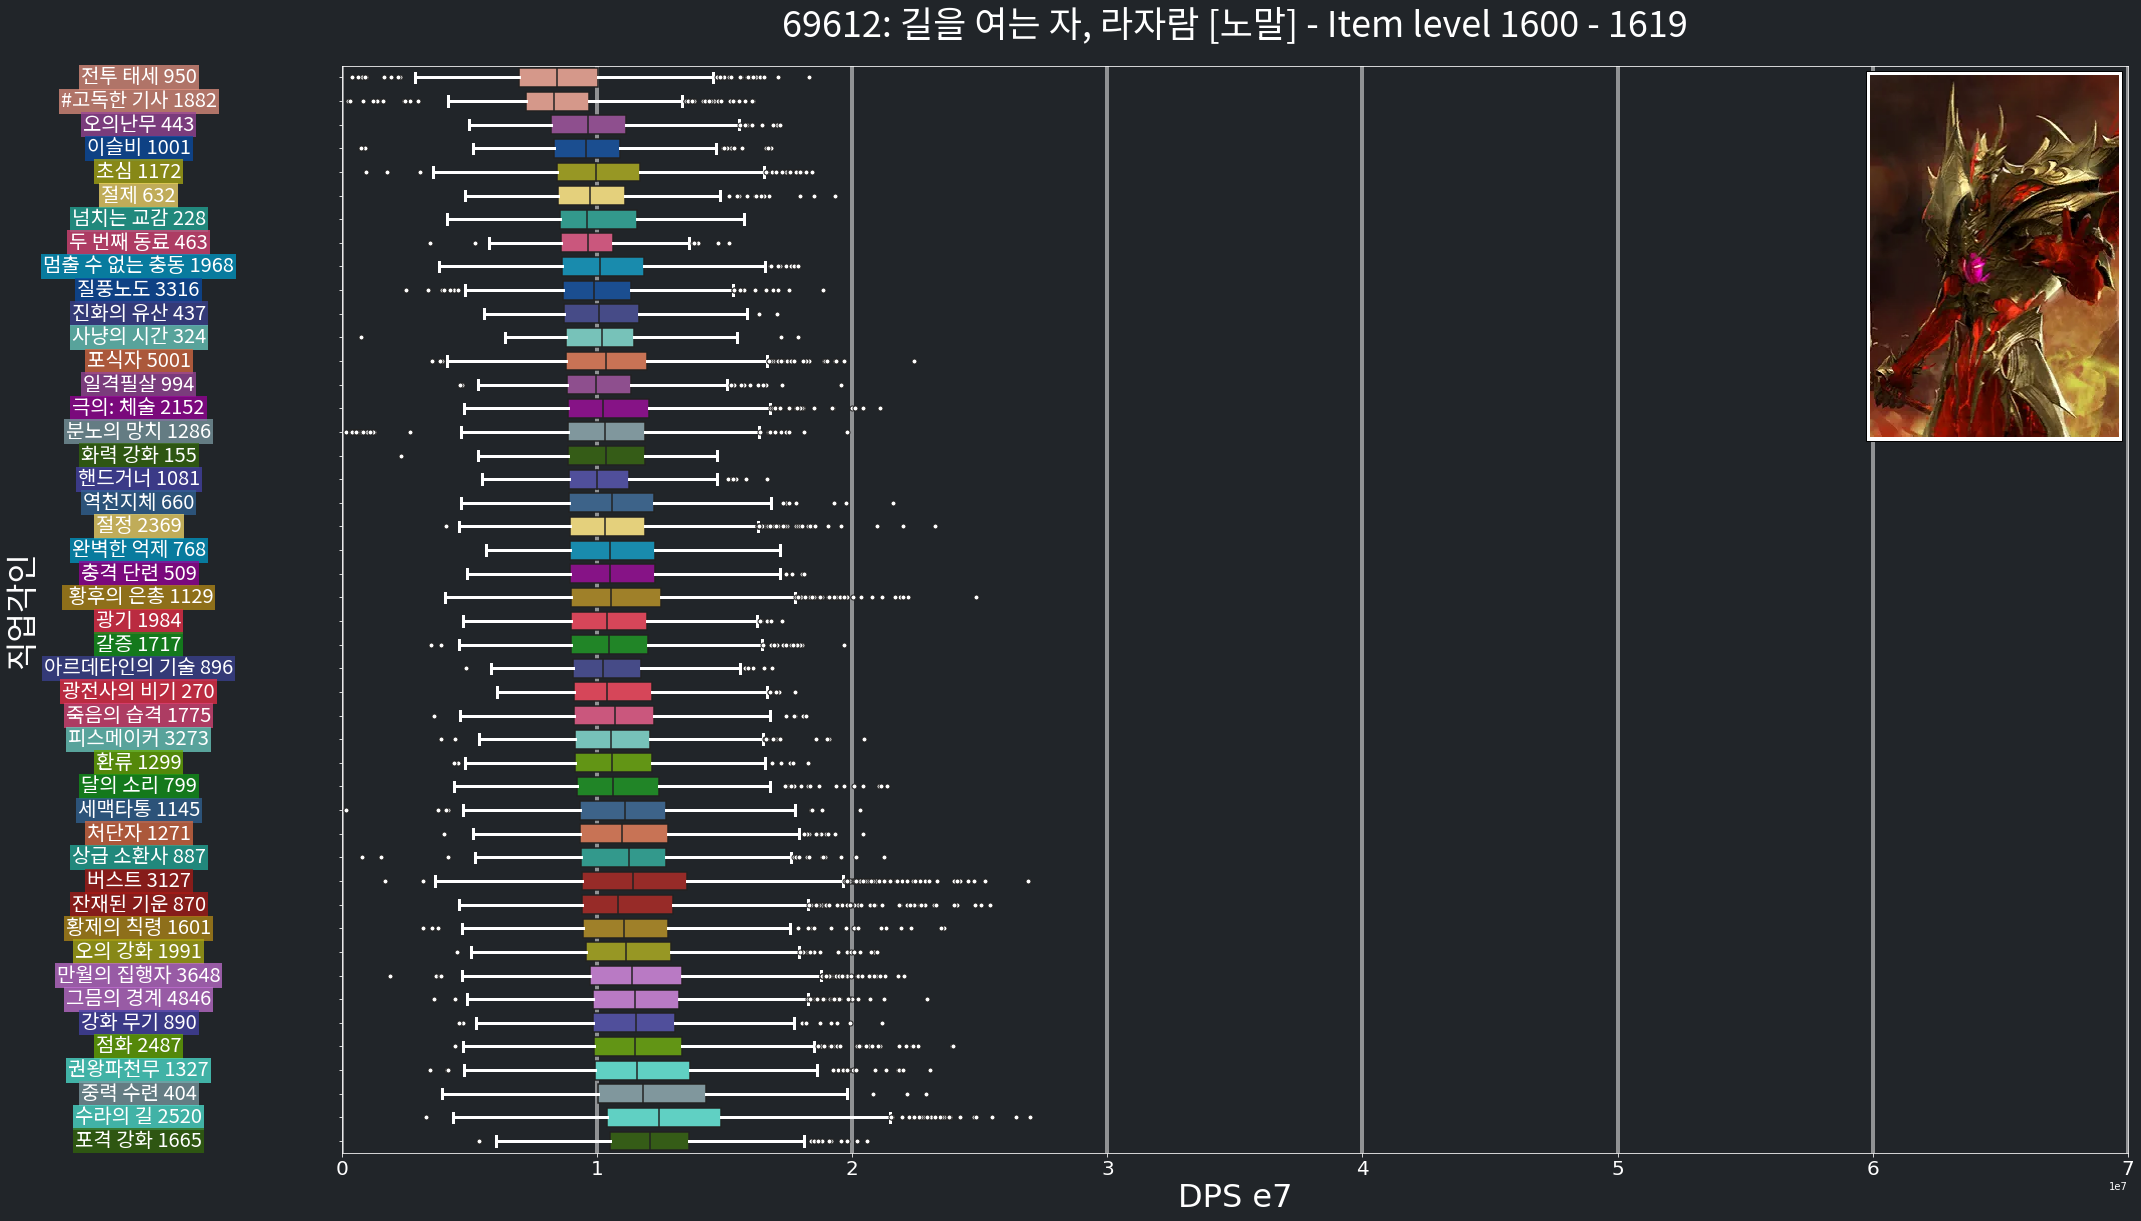 69612: 길을 여는 자, 라자람 [노말] - Item level 1600 - 1619
직업각인
전투 태세 950
#고독한 기사 1882
오의난무 443
이슬비 1001
초심 1172
절제 632
넘치는 교감 228
두 번째 동료 463
멈출 수 없는 충동 1968
질풍노도 3316
진화의 유산 437
사냥의 시간 324
포식자 5001
일격필살 994
극의: 체술 2152
분노의 망치 1286
화력 강화 155
핸드거너 1081
역천지체 660
절정 2369
완벽한 억제 768
충격 단련 509
황후의 은총 1129
광기 1984
갈증 1717
아르데타인의 기술 896
광전사의 비기 270
죽음의 습격 1775
피스메이커 3273
환류 1299
달의 소리 799
세맥타통 1145
처단자 1271
상급 소환사 887
버스트 3127
잔재된 기운 870
황제의 칙령 1601
오의 강화 1991
만월의 집행자 3648
그믐의 경계 4846
강화 무기 890
점화 2487
권왕파천무 1327
중력 수련 404
수라의 길 2520
포격 강화 1665
0 1 2 3 4 5 6 7
1e7
DPS e7